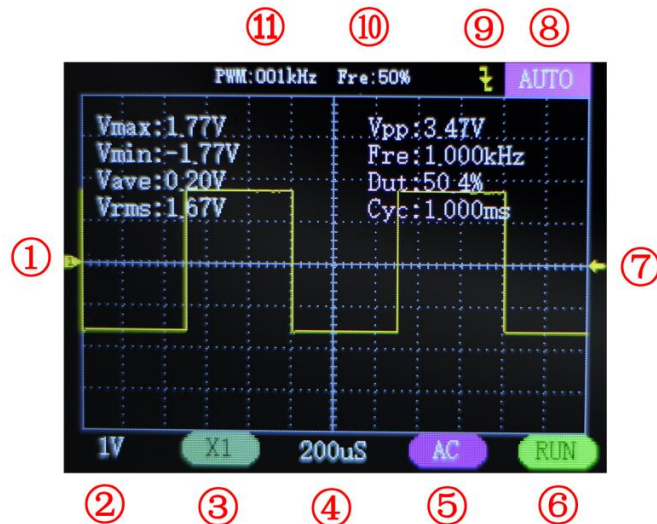 ⑪ ⑩ ⑨ ⑧
PWM:001kHz Fre:50% AUTO
Vmax:1.77V Vpp:3.47V
Vmin:-1.77V Fre:1.000kHz
Vave:0.20V Dut:50.4%
Vrms:1.67V Cyc:1.000ms
① 1 ⑦
1V X1 200uS AC RUN
② ③ ④ ⑤ ⑥